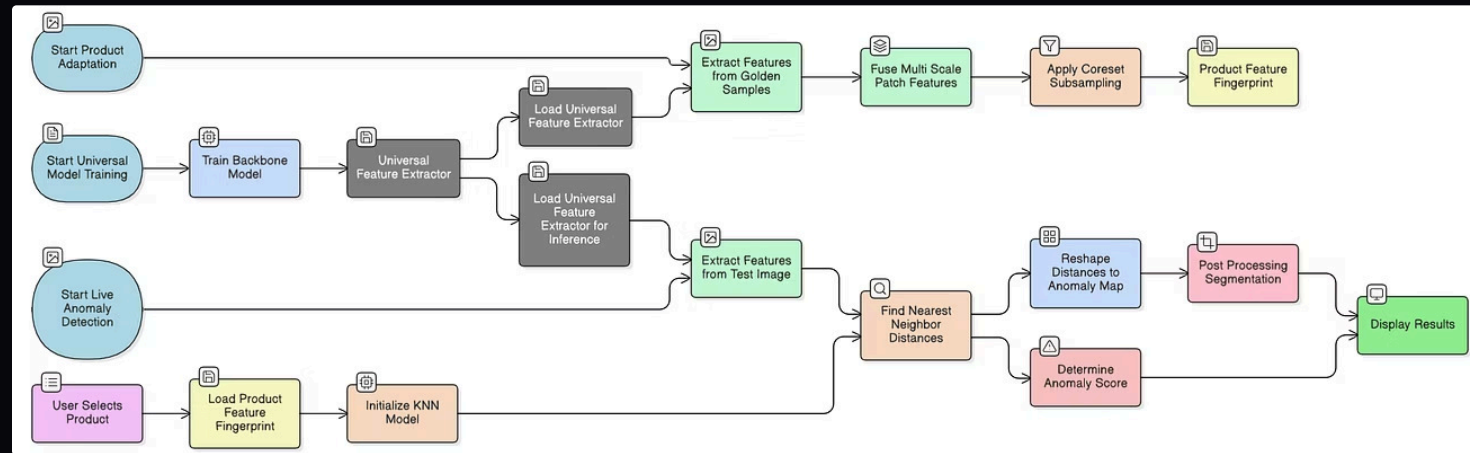 Start Product
Adaptation
Extract Features
from Golden
Samples
Fuse Multi Scale
Patch Features
Apply Coreset
Subsampling
Product Feature
Fingerprint
Load Universal
Feature Extractor
Start Universal
Model Training
Train Backbone
Model
Universal
Feature Extractor
Load Universal
Feature
Extractor for
Inference
Start Live
Anomaly
Detection
Extract Features
from Test Image
Find Nearest
Neighbor
Distances
Reshape
Distances to
Anomaly Map
Post Processing
Segmentation
Display Results
Determine
Anomaly Score
User Selects
Product
Load Product
Feature
Fingerprint
Initialize KNN
Model